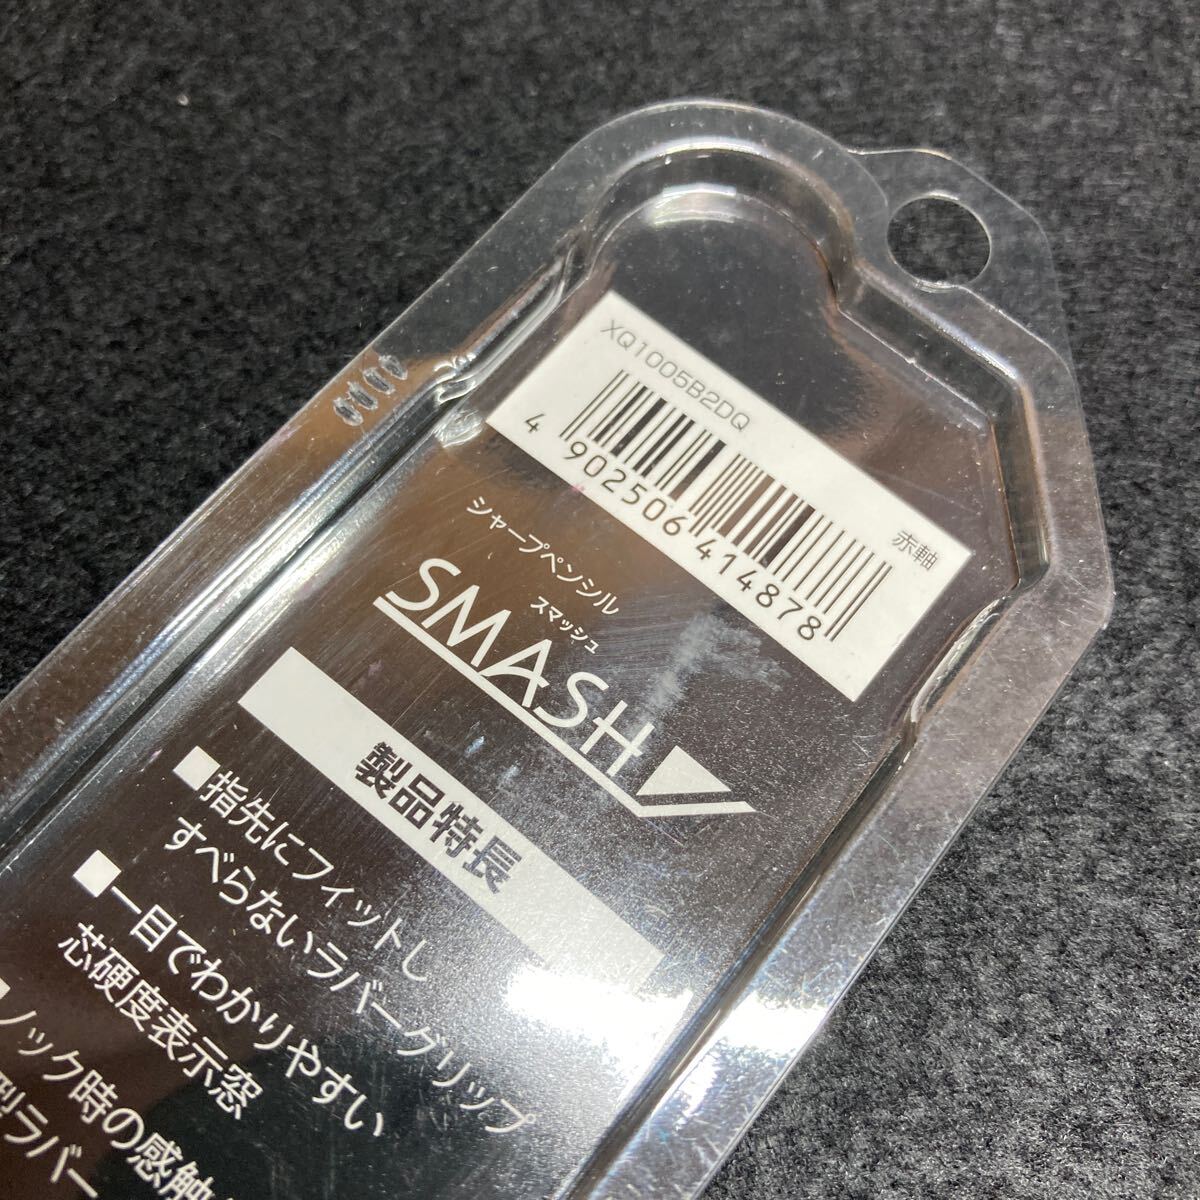 XQ1005B2DQ
4 902506 414878
赤軸
シャープペンシル
スマッシュ
SMASH
製品特長
■指先にフィットし
すべらないラバーグリップ
■一目でわかりやすい
芯硬度表示窓
■ノック時の感触
型ラバー